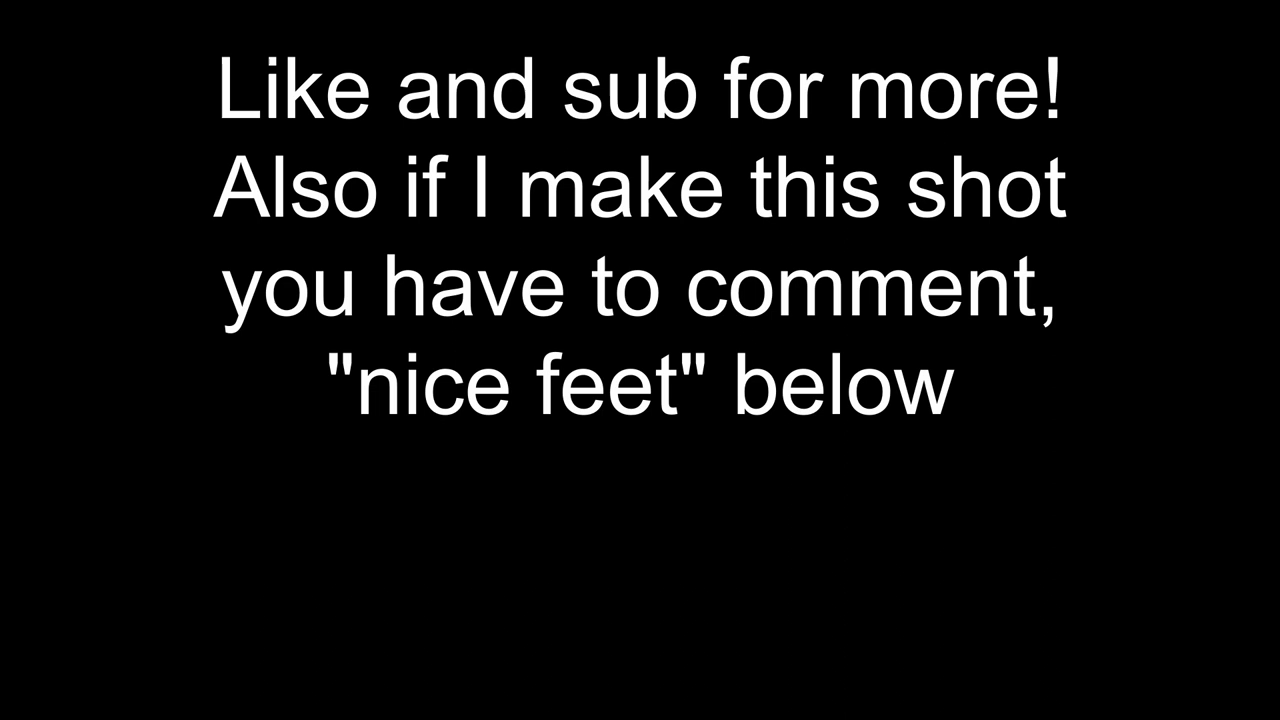 Like and sub for more!
Also if I make this shot
you have to comment,
"nice feet" below